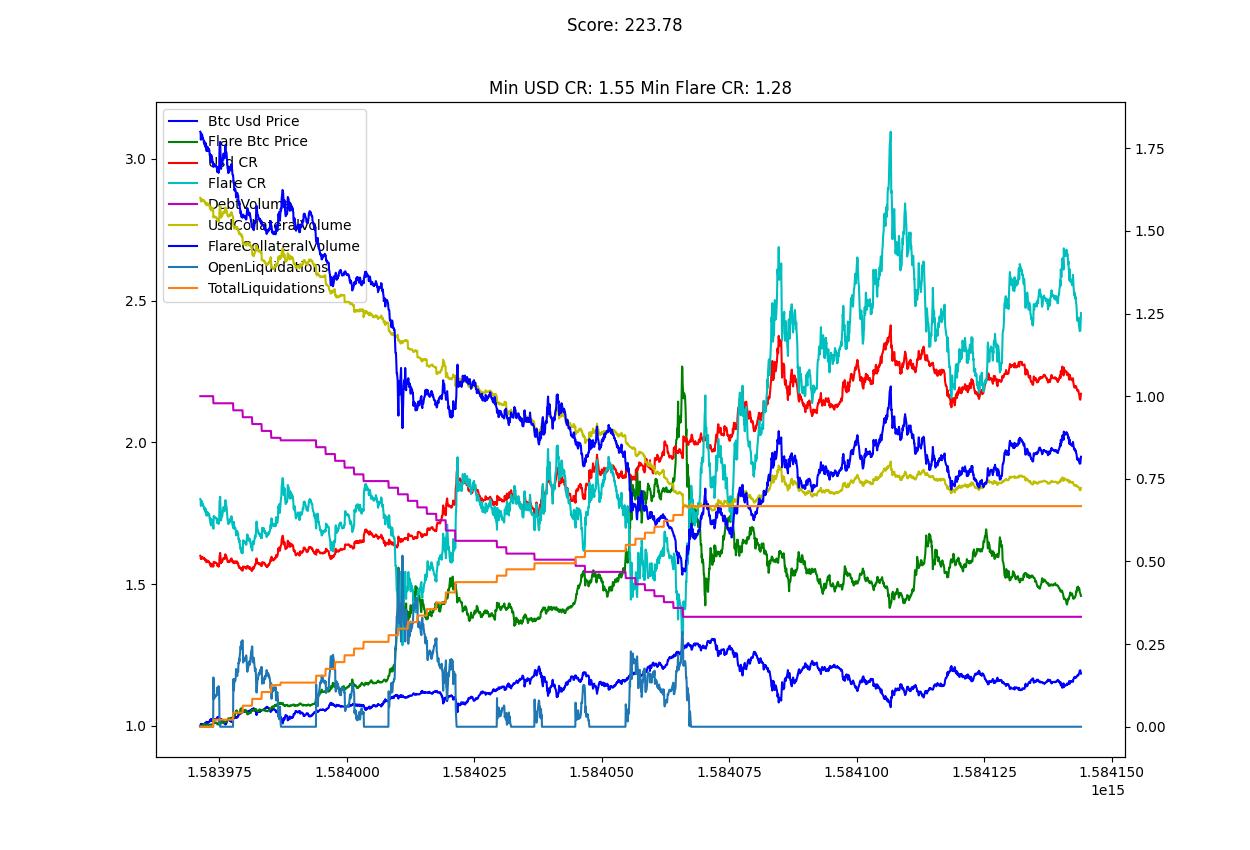 Score: 223.78
Min USD CR: 1.55 Min Flare CR: 1.28
Btc Usd Price
Flare Btc Price
Usd CR
Flare CR
DebtVolume
UsdCollateralVolume
FlareCollateralVolume
OpenLiquidations
TotalLiquidations
3.0
2.5
2.0
1.5
1.0
1.75
1.50
1.25
1.00
0.75
0.50
0.25
0.00
1.583975 1.584000 1.584025 1.584050 1.584075 1.584100 1.584125 1.584150
1e15